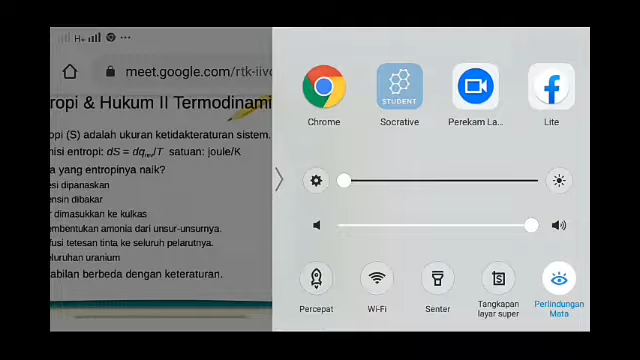 H+
meet.google.com/rtk-iivc
ropi & Hukum II Termodinami
opi (S) adalah ukuran ketidakteraturan sistem.
nisi entropi: dS = dqrev/T satuan: joule/K
a yang entropinya naik?
esi dipanaskan
ensin dibakar
r dimasukkan ke kulkas
embentukan amonia dari unsur-unsurnya.
fusi tetesan tinta ke seluruh pelarutnya.
eluruhan uranium
tabilan berbeda dengan keteraturan.
STUDENT
Chrome
Socrative
Perekam La...
Lite
Percepat
Wi-Fi
Senter
Tangkapan
layar super
Perlindungan
Mata